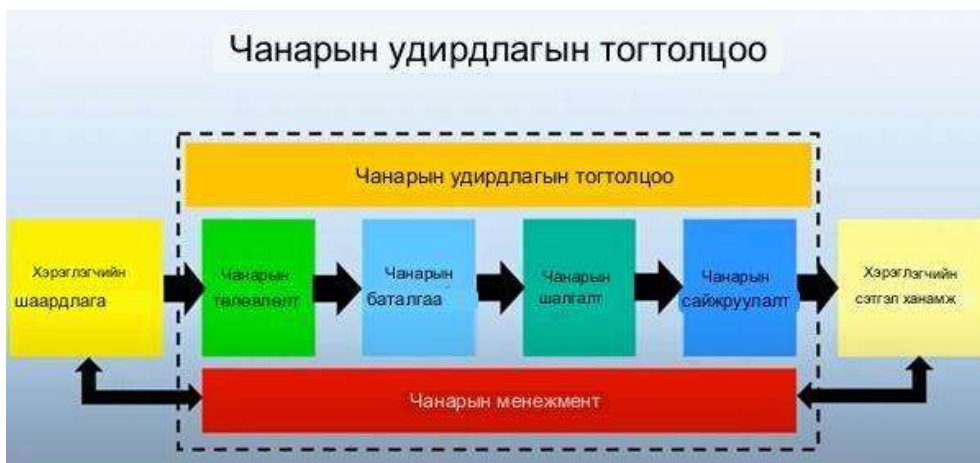 Чанарын удирдлагын тогтолцоо
Чанарын удирдлагын тогтолцоо
Хэрэглэгчийн
шаардлага
Чанарын
төлөвлөлт
Чанарын
баталгаа
Чанарын
шалгалт
Чанарын
сайжруулалт
Хэрэглэгчийн
сэтгэл ханамж
Чанарын менежмент